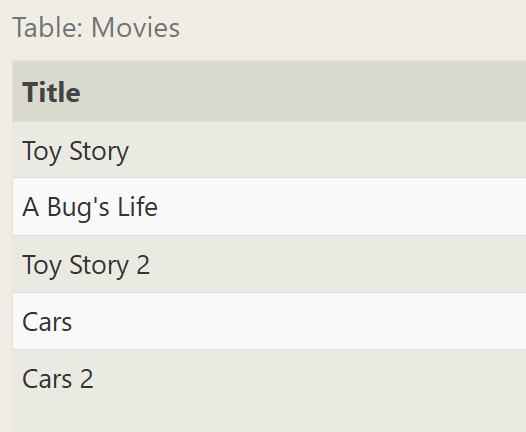 Table: Movies
Title
Toy Story
A Bug's Life
Toy Story 2
Cars
Cars 2